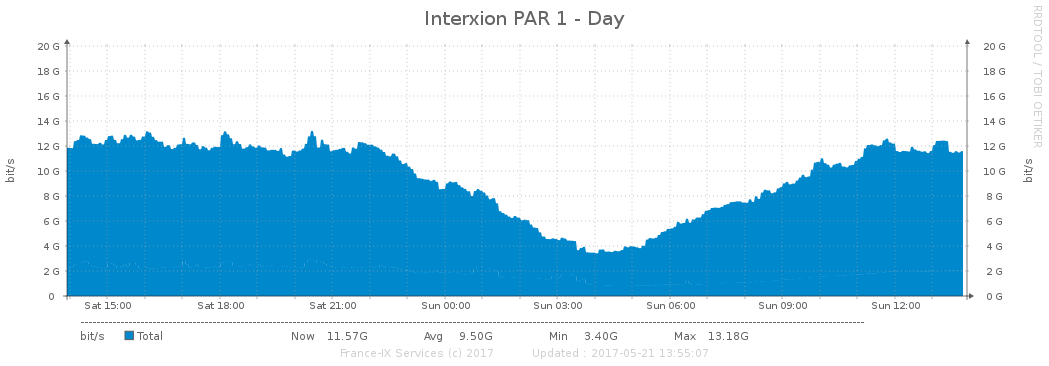 Interxion PAR 1 - Day
RRDTOOL / TOBI OETIKER
20 G 20 G
18 G 18 G
16 G 16 G
14 G 14 G
12 G 12 G
10 G 10 G
8 G 8 G
6 G 6 G
4 G 4 G
2 G 2 G
0 0 G
bit/s bit/s
Sat 15:00 Sat 18:00 Sat 21:00 Sun 00:00 Sun 03:00 Sun 06:00 Sun 09:00 Sun 12:00
bit/s Total Now 11.57G Avg 9.50G Min 3.40G Max 13.18G
France-IX Services (c) 2017 Updated : 2017-05-21 13:55:07